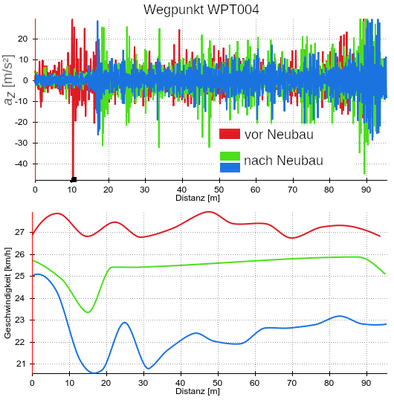 Wegpunkt WPT004
az [m/s²]
20
10
0
-10
-20
-30
-40
vor Neubau
nach Neubau
0 10 20 30 40 50 60 70 80 90
Distanz [m]
Geschwindigkeit [km/h]
27
26
25
24
23
22
21
0 10 20 30 40 50 60 70 80 90
Distanz [m]